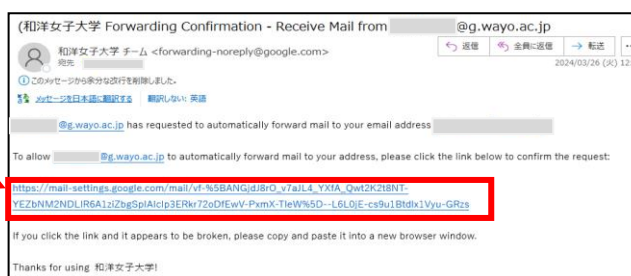 (和洋女子大学 Forwarding Confirmation - Receive Mail from @g.wayo.ac.jp
和洋女子大学 チーム <forwarding-noreply@google.com>
宛先
返信 全員に返信 → 転送
2024/03/26 (火) 12:
このメッセージから余分な改行を削除しました。
メッセージを日本語に翻訳する 翻訳しない: 英語
@g.wayo.ac.jp has requested to automatically forward mail to your email address
To allow @g.wayo.ac.jp to automatically forward mail to your address, please click the link below to confirm the request:
https://mail-settings.google.com/mail/vf-%5BANGjdJ8rO_v7aJL4_YXfA_Qwt2K2t8NT-
YEZbNM2NDLlR6A1ziZbgSplAlclp3ERkr72oDfEwV-PxmX-TleW%5D--L6L0jE-cs9u1Btdlx1Vyu-GRzs
If you click the link and it appears to be broken, please copy and paste it into a new browser window.
Thanks for using 和洋女子大学!